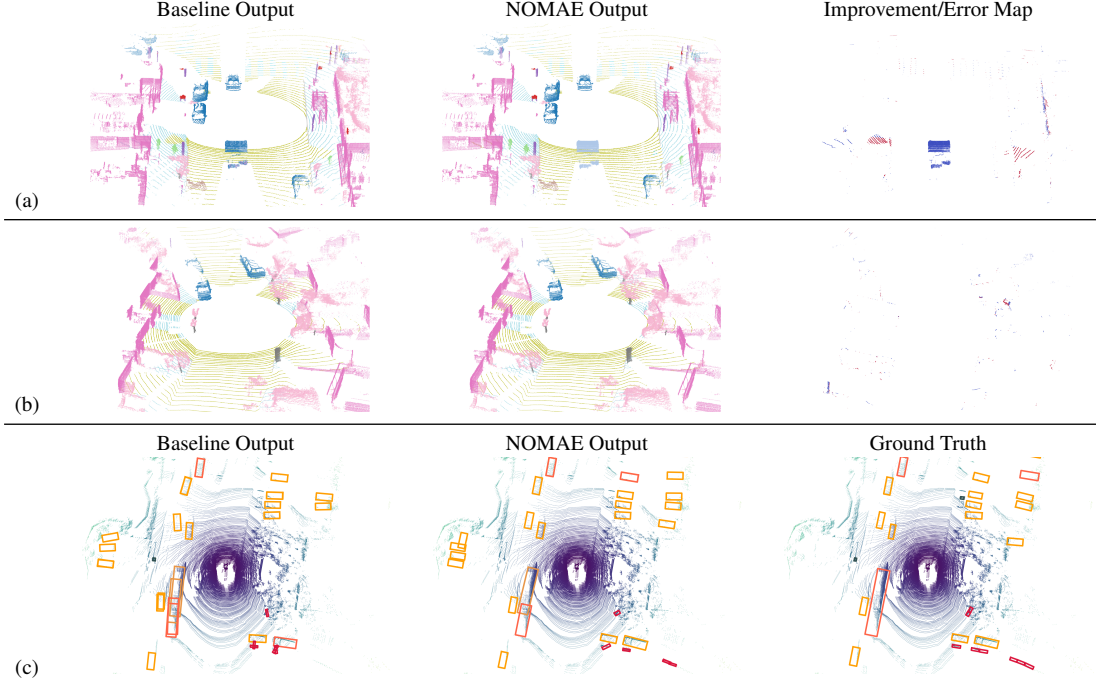 Baseline Output NOMAE Output Improvement/Error Map
(a)
(b)
Baseline Output NOMAE Output Ground Truth
(c)